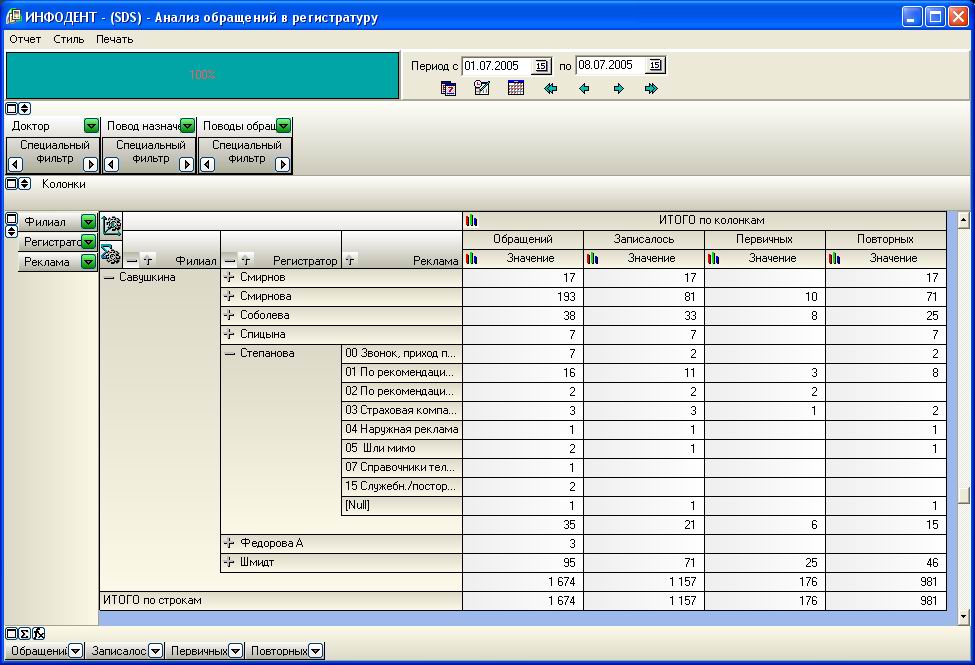 ИНФОДЕНТ - (SDS) - Анализ обращений в регистратуру
Отчет Стиль Печать
100%
Период с 01.07.2005 15 по 08.07.2005 15
Доктор Повод назначе Поводы обращ
Специальный фильтр Специальный фильтр Специальный фильтр
Колонки
Филиал
Регистрато
Реклама
ИТОГО по колонкам
Обращений Записалось Первичных Повторных
Филиал Регистратор Реклама Значение Значение Значение Значение
Савушкина Смирнов 17 17 17
Смирнова 193 81 10 71
Соболева 38 33 8 25
Спицына 7 7 7
Степанова 00 Звонок, приход п... 7 2 2
01 По рекомендаци... 16 11 3 8
02 По рекомендаци... 2 2 2
03 Страховая компа... 3 3 1 2
04 Наружная реклама 1 1 1
05 Шли мимо 2 1 1
07 Справочники тел... 1
15 Служебн./постор... 2
[Null] 1 1 1
35 21 6 15
Федорова А 3
Шмидт 95 71 25 46
1 674 1 157 176 981
ИТОГО по строкам 1 674 1 157 176 981
Σ fx
Обращений Записалос Первичных Повторных